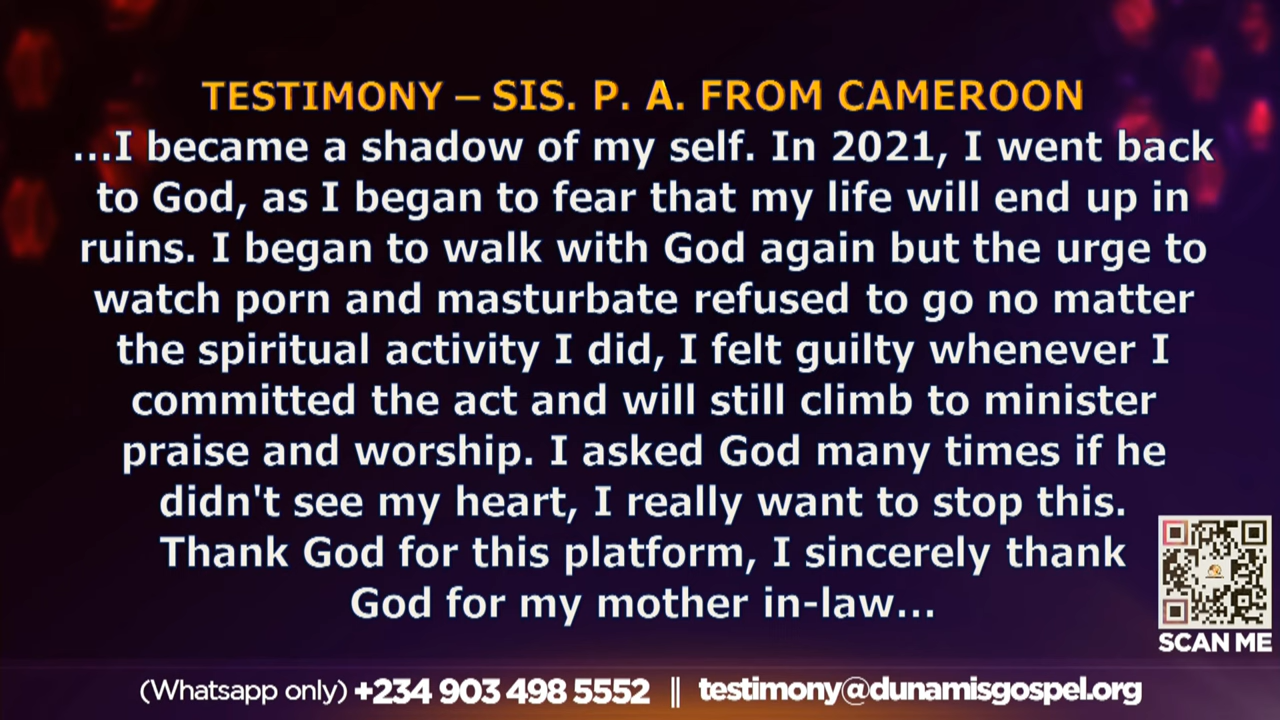 TESTIMONY – SIS. P. A. FROM CAMEROON
...I became a shadow of my self. In 2021, I went back
to God, as I began to fear that my life will end up in
ruins. I began to walk with God again but the urge to
watch porn and masturbate refused to go no matter
the spiritual activity I did, I felt guilty whenever I
committed the act and will still climb to minister
praise and worship. I asked God many times if he
didn't see my heart, I really want to stop this.
Thank God for this platform, I sincerely thank
God for my mother in-law...
SCAN ME
(Whatsapp only) +234 903 498 5552 || testimony@dunamisgospel.org